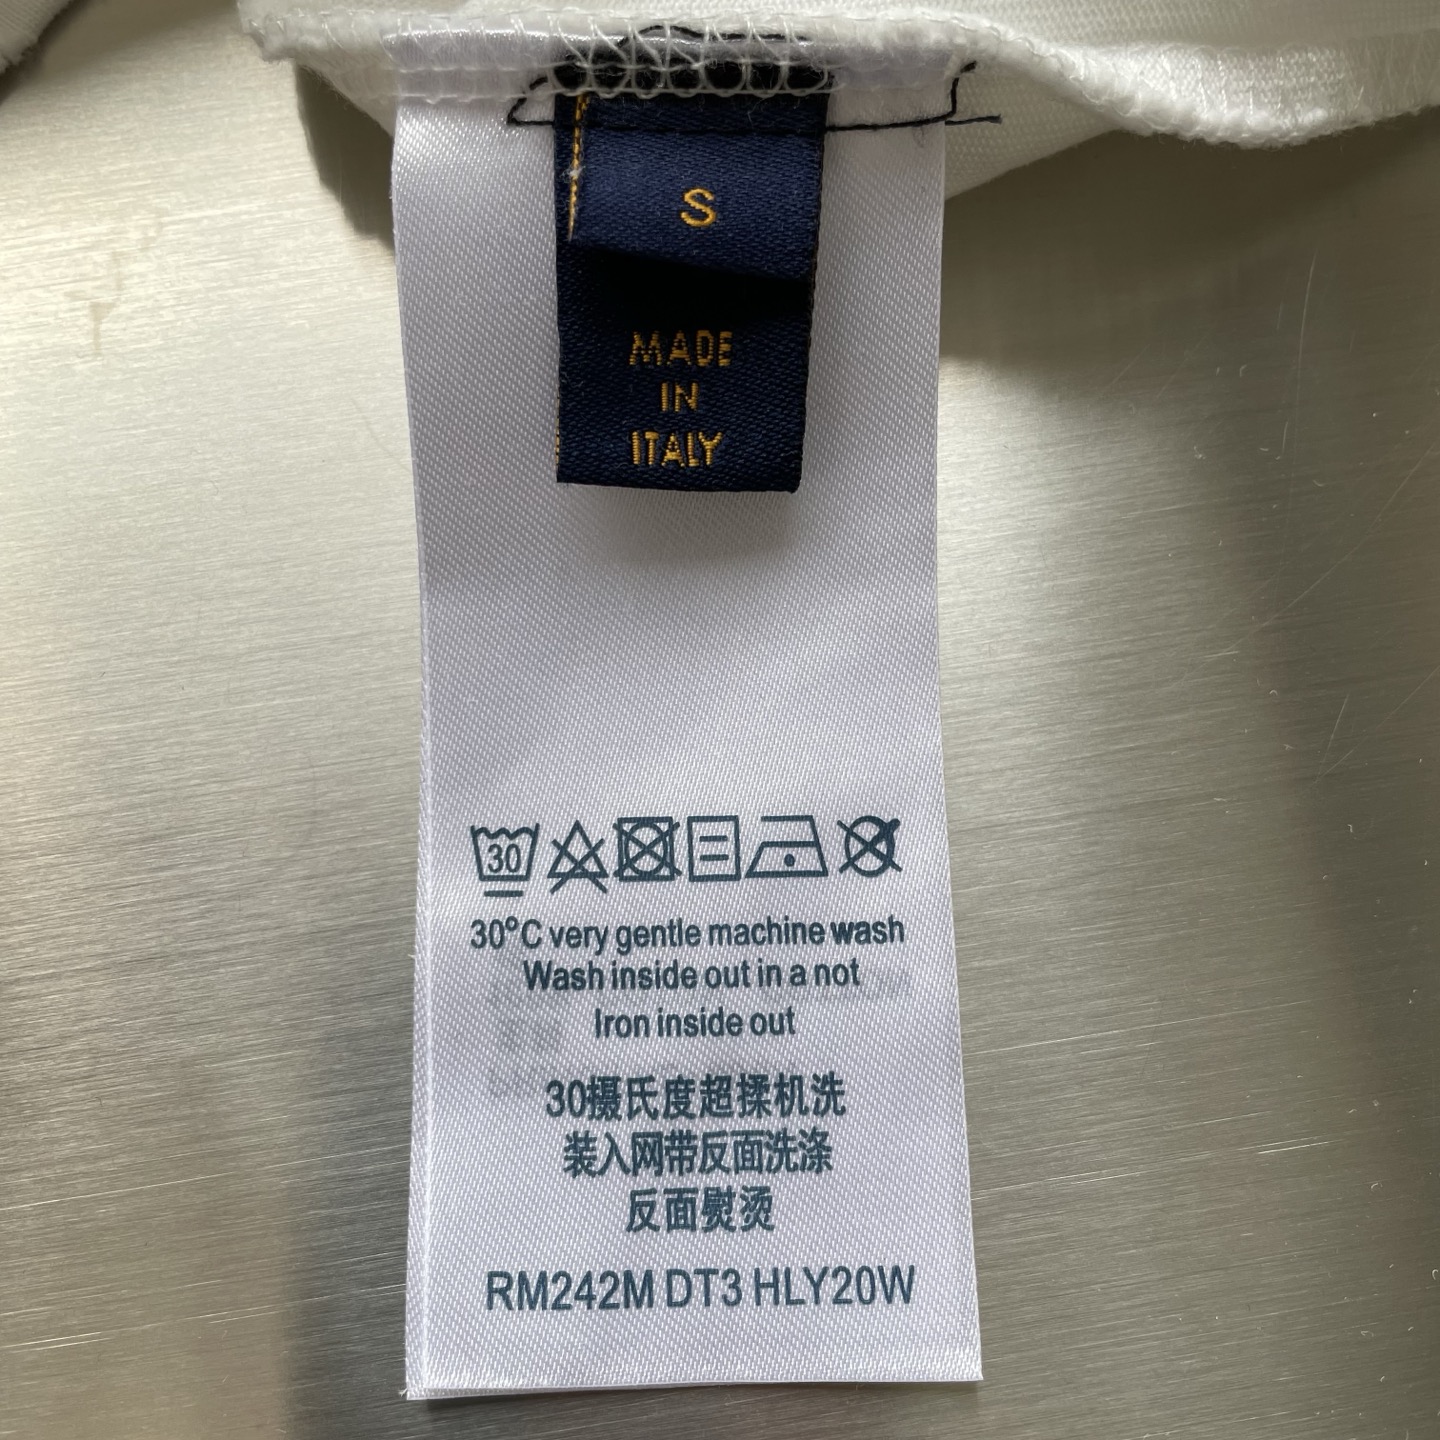 S
MADE
IN
ITALY
30
30°C very gentle machine wash
Wash inside out in a not
Iron inside out
30摄氏度超揉机洗
装入网带反面洗涤
反面熨烫
RM242M DT3 HLY20W